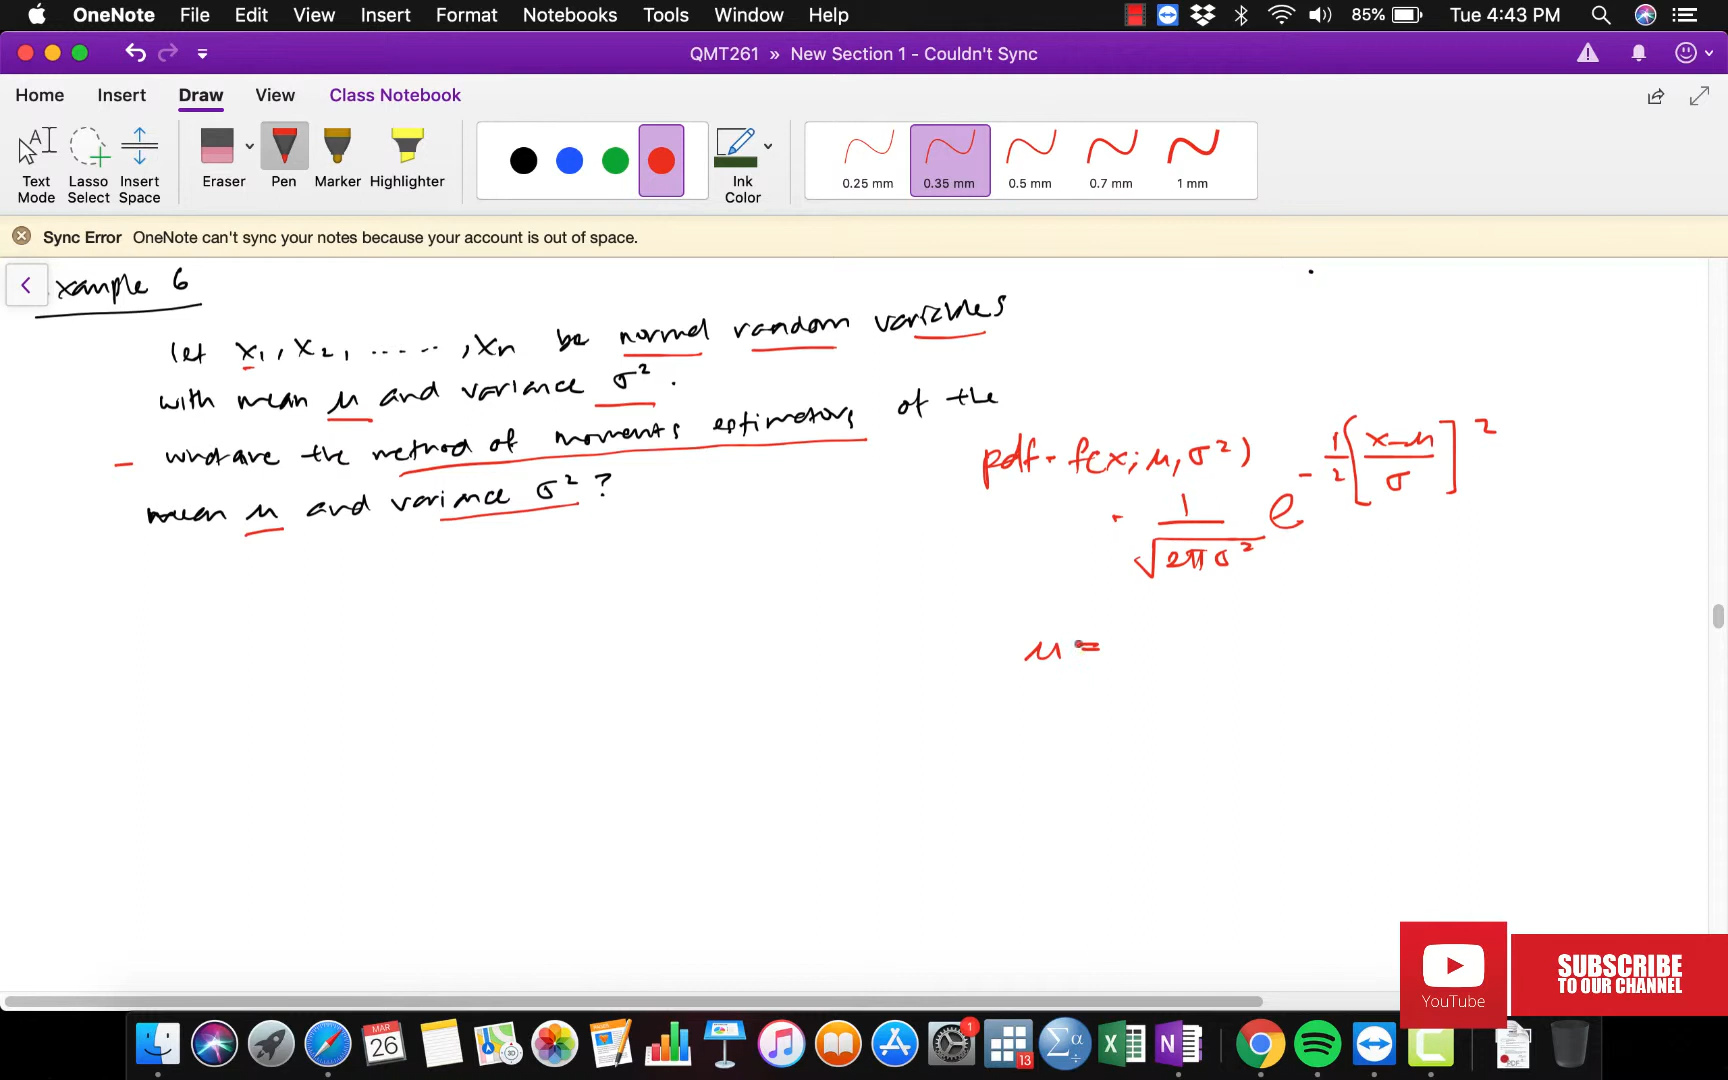 OneNote File Edit View Insert Format Notebooks Tools Window Help 85% Tue 4:43 PM
QMT261 » New Section 1 - Couldn't Sync
Home Insert Draw View Class Notebook
Text Mode Lasso Select Insert Space Eraser Pen Marker Highlighter Ink Color 0.25 mm 0.35 mm 0.5 mm 0.7 mm 1 mm
Sync Error OneNote can't sync your notes because your account is out of space.
xample 6
let x₁, x₂, ......, xn be normal random variables
with mean μ and variance σ².
- what are the method of moments estimators of the
mean μ and variance σ²?
pdf = f(x; μ, σ²)
= 1/√(2πσ²) e^(-1/2[(x-μ)/σ]²)
μ =
YouTube
SUBSCRIBE
TO OUR CHANNEL
MAR
26
1
13